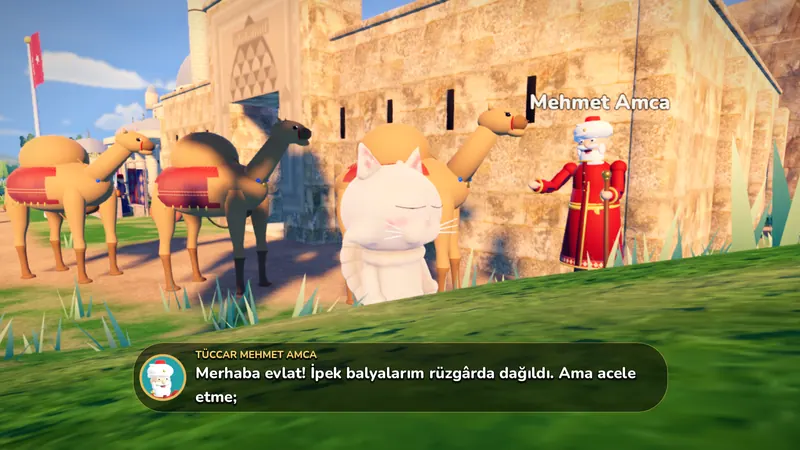 Mehmet Amca
TÜCCAR MEHMET AMCA
Merhaba evlat! İpek balyalarım rüzgârda dağıldı. Ama acele
etme;